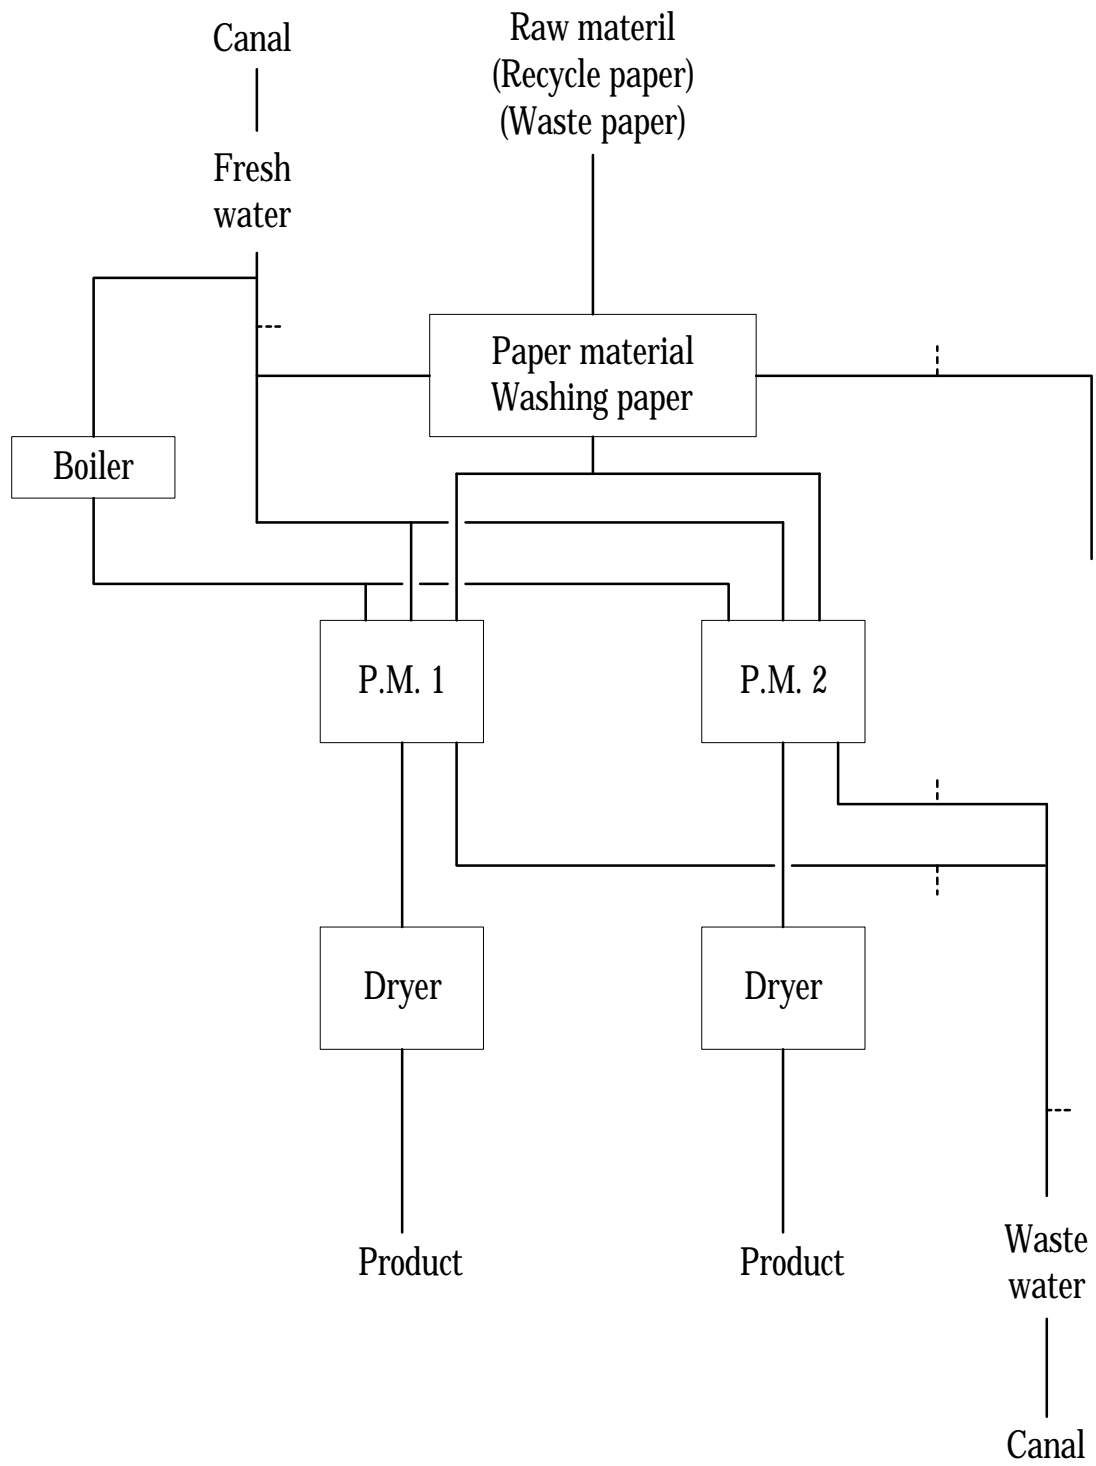 Canal
Raw materil
(Recycle paper)
(Waste paper)
Fresh
water
Paper material
Washing paper
Boiler
P.M. 1
P.M. 2
Dryer
Dryer
Product
Product
Waste
water
Canal